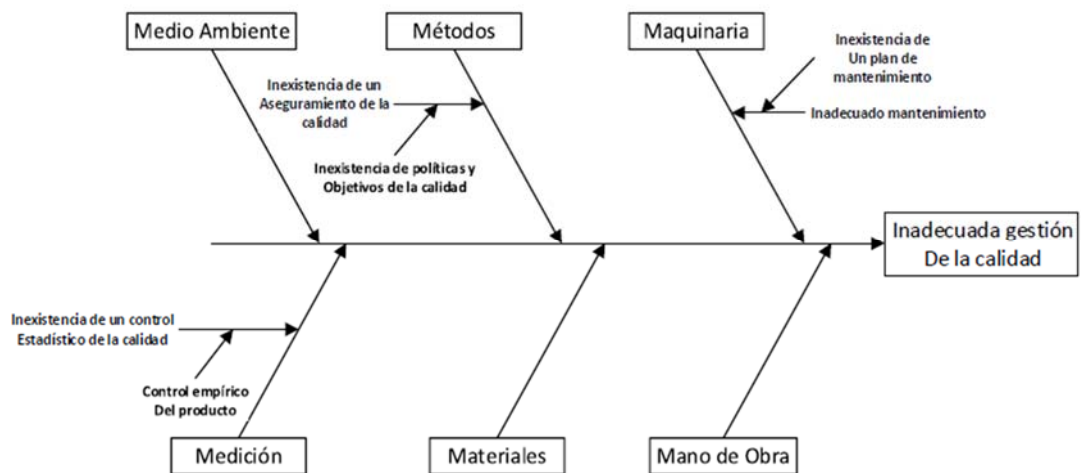 Medio Ambiente
Métodos
Maquinaria
Inexistencia de
Un plan de
mantenimiento
Inadecuado mantenimiento
Inexistencia de un
Aseguramiento de la
calidad
Inexistencia de políticas y
Objetivos de la calidad
Inadecuada gestión
De la calidad
Inexistencia de un control
Estadístico de la calidad
Control empírico
Del producto
Medición
Materiales
Mano de Obra